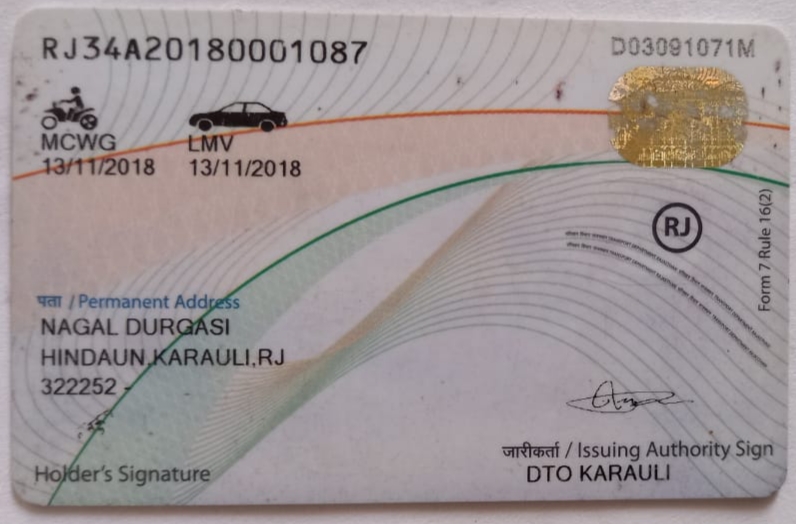 RJ34A20180001087
D03091071M
MCWG
13/11/2018
LMV
13/11/2018
RJ
Form 7 Rule 16(2)
पता / Permanent Address
NAGAL DURGASI
HINDAUN,KARAULI,RJ
322252 -
Holder's Signature
जारीकर्ता / Issuing Authority Sign
DTO KARAULI